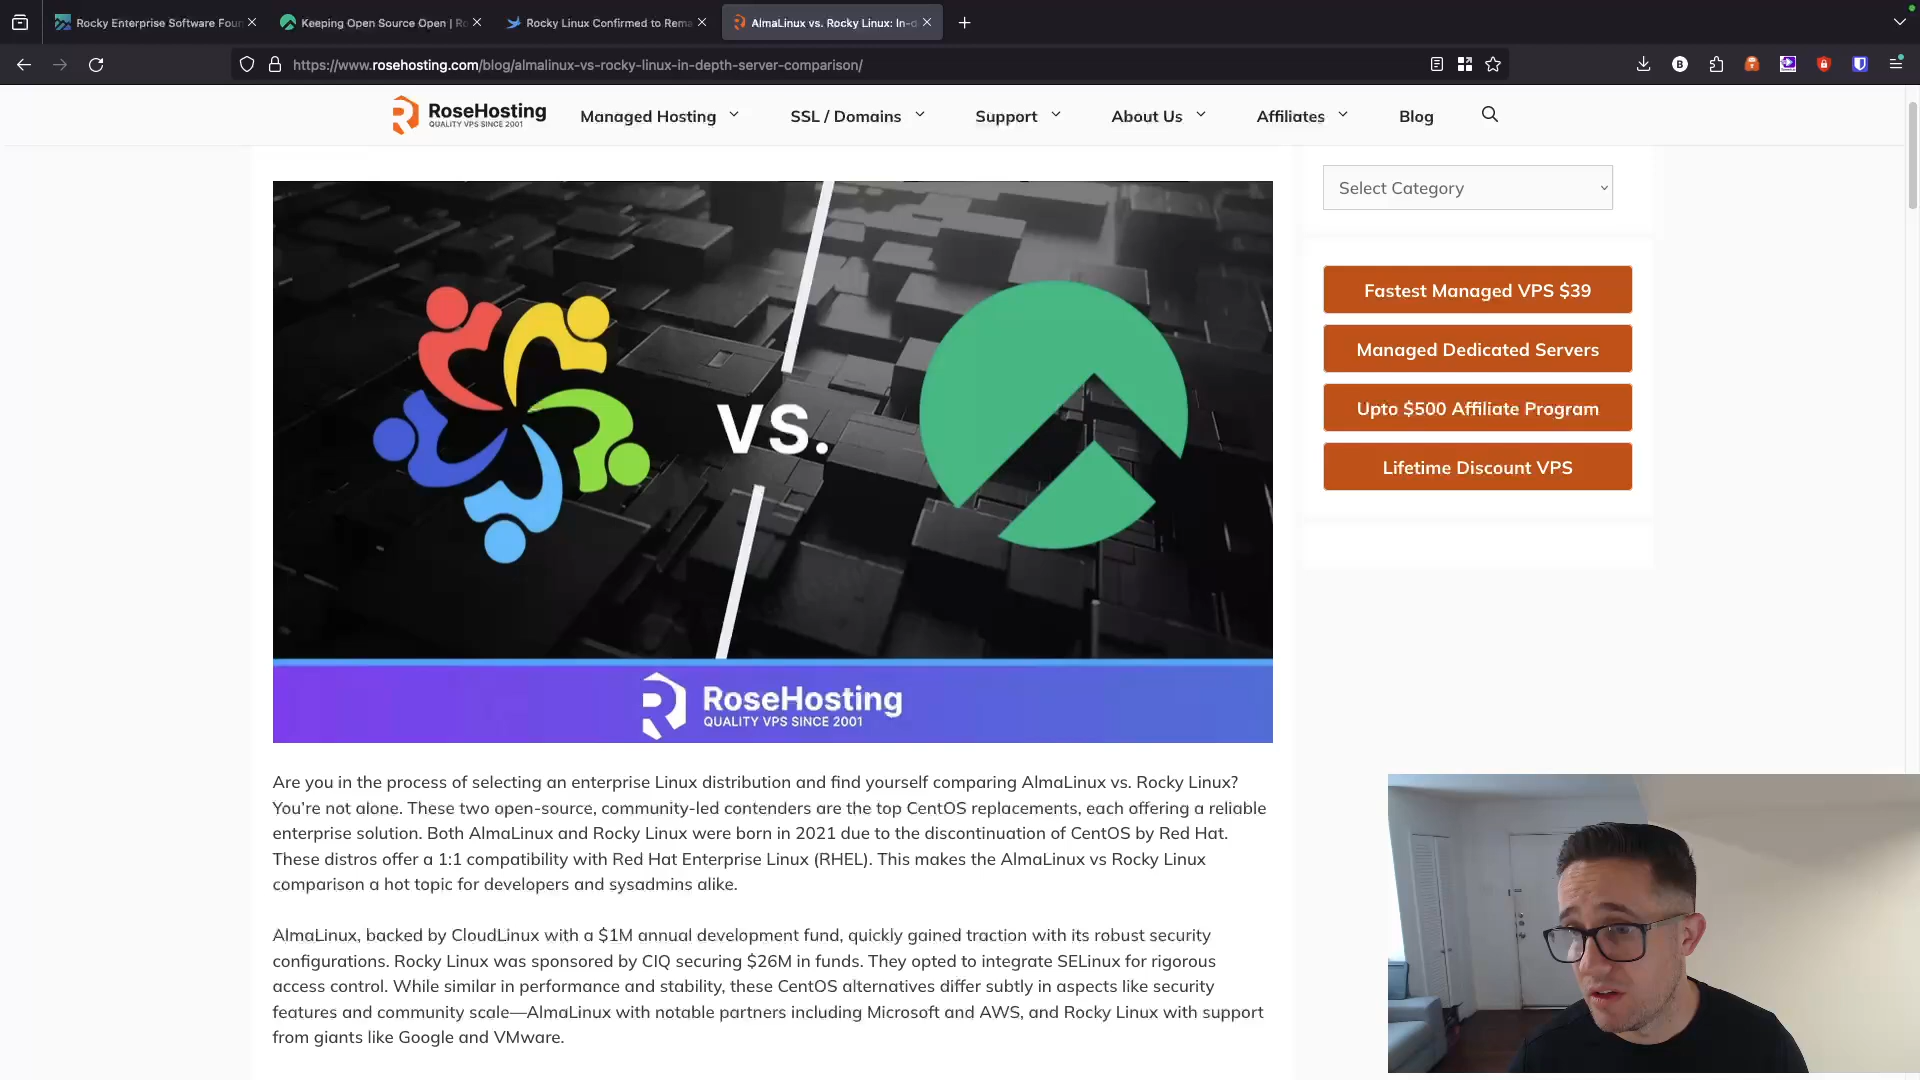 Rocky Enterprise Software Foun
Keeping Open Source Open | Ro
Rocky Linux Confirmed to Rema
AlmaLinux vs. Rocky Linux: In-d
https://www.rosehosting.com/blog/almalinux-vs-rocky-linux-in-depth-server-comparison/
RoseHosting
QUALITY VPS SINCE 2001
Managed Hosting
SSL / Domains
Support
About Us
Affiliates
Blog
Select Category
Fastest Managed VPS $39
Managed Dedicated Servers
Upto $500 Affiliate Program
Lifetime Discount VPS
VS.
RoseHosting
QUALITY VPS SINCE 2001
Are you in the process of selecting an enterprise Linux distribution and find yourself comparing AlmaLinux vs. Rocky Linux?
You're not alone. These two open-source, community-led contenders are the top CentOS replacements, each offering a reliable
enterprise solution. Both AlmaLinux and Rocky Linux were born in 2021 due to the discontinuation of CentOS by Red Hat.
These distros offer a 1:1 compatibility with Red Hat Enterprise Linux (RHEL). This makes the AlmaLinux vs Rocky Linux
comparison a hot topic for developers and sysadmins alike.
AlmaLinux, backed by CloudLinux with a $1M annual development fund, quickly gained traction with its robust security
configurations. Rocky Linux was sponsored by CIQ securing $26M in funds. They opted to integrate SELinux for rigorous
access control. While similar in performance and stability, these CentOS alternatives differ subtly in aspects like security
features and community scale—AlmaLinux with notable partners including Microsoft and AWS, and Rocky Linux with support
from giants like Google and VMware.